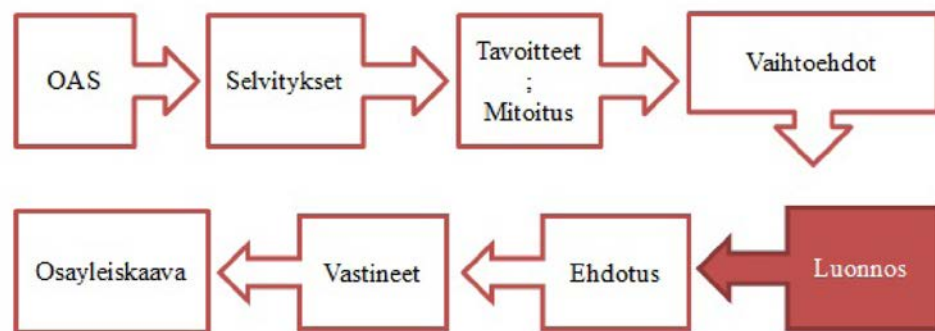 OAS
Selvitykset
Tavoitteet
;
Mitoitus
Vaihtoehdot
Luonnos
Ehdotus
Vastineet
Osayleiskaava